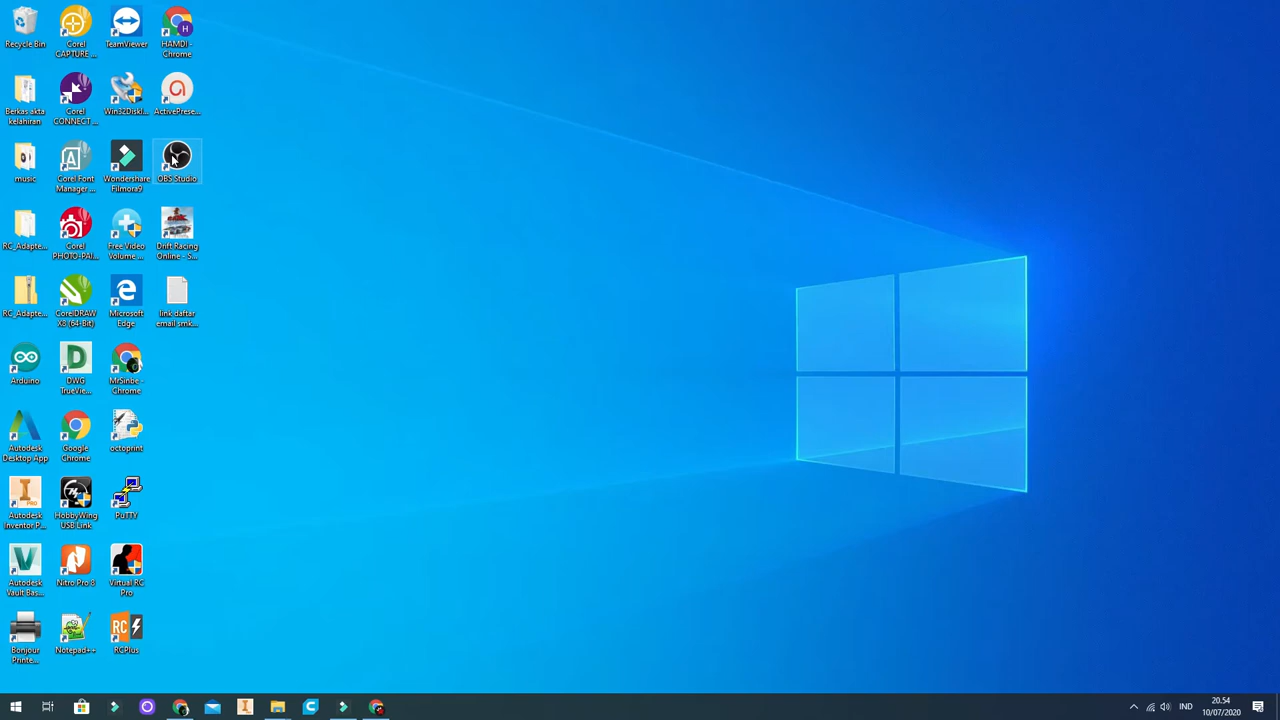 Recycle Bin
Corel
CAPTURE ...
TeamViewer
HAMDI -
Chrome
Berkas akta
kelahiran
Corel
CONNECT ...
Win32DiskI...
ActivePrese...
music
Corel Font
Manager ...
Wondershare
Filmora9
OBS Studio
RC_Adapte...
Corel
PHOTO-PAI...
Free Video
Volume ...
Drift Racing
Online - S...
RC_Adapte...
CorelDRAW
X8 (64-Bit)
Microsoft
Edge
link daftar
email smk...
Arduino
DWG
TrueView...
MrSinbe -
Chrome
Autodesk
Desktop App
Google
Chrome
octoprint
Autodesk
Inventor P...
HobbyWing
USB Link
PuTTY
Autodesk
Vault Bas...
Nitro Pro 8
Virtual RC
Pro
Bonjour
Printe...
Notepad++
RCPlus
IND
20.54
10/07/2020